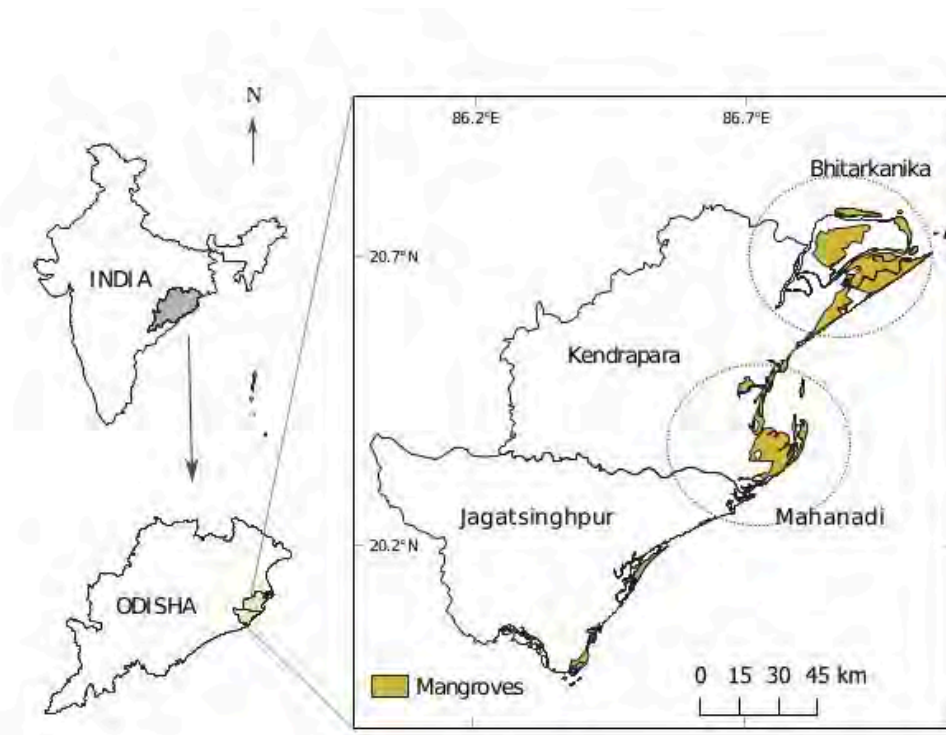 N
INDIA
ODISHA
86.2°E
86.7°E
Bhitarkanika
20.7°N
Kendrapara
Jagatsinghpur
Mahanadi
20.2°N
Mangroves
0 15 30 45 km